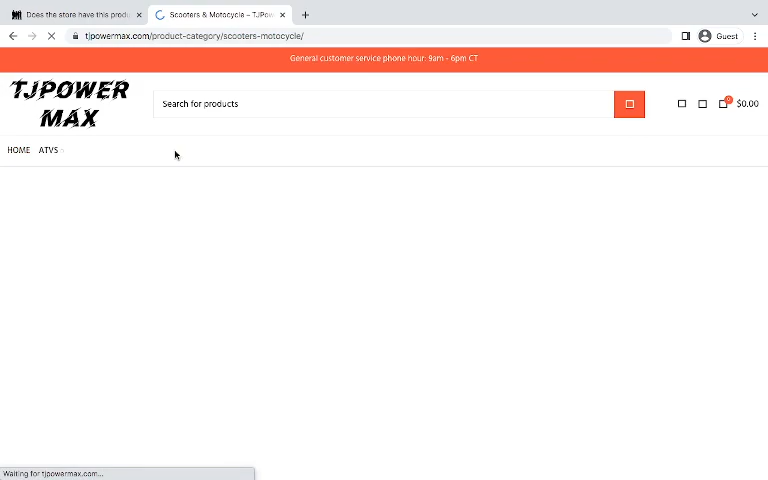 Does the store have this produ
Scooters & Motocycle – TJPow
tjpowermax.com/product-category/scooters-motocycle/
Guest
General customer service phone hour: 9am - 6pm CT
TJPOWER
MAX
Search for products
0
$0.00
HOME
ATVS
Waiting for tjpowermax.com...